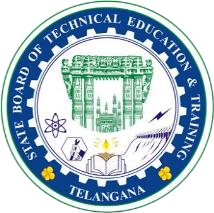 STATE BOARD OF TECHNICAL EDUCATION & TRAINING
TELANGANA